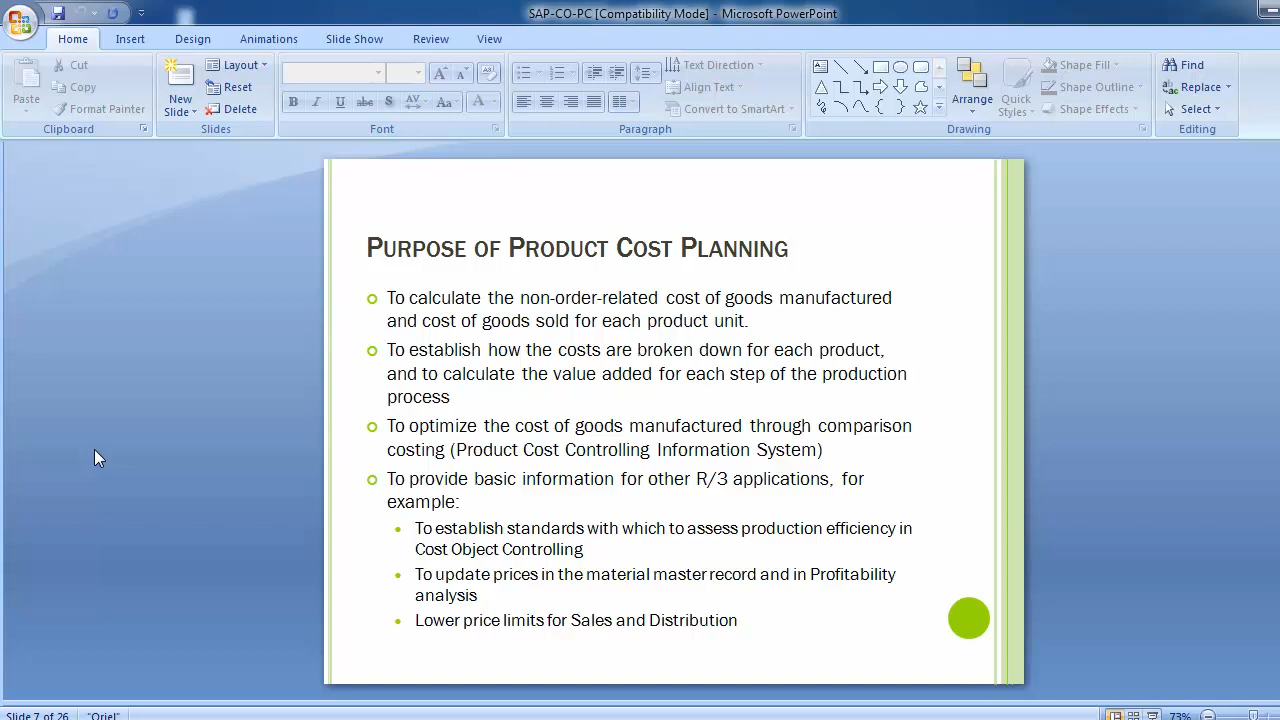 SAP-CO-PC [Compatibility Mode] - Microsoft PowerPoint
Home Insert Design Animations Slide Show Review View
Paste
Cut
Copy
Format Painter
Clipboard
New Slide
Layout
Reset
Delete
Slides
B I U abc S AV Aa A
Font
Text Direction
Align Text
Convert to SmartArt
Paragraph
Arrange
Quick Styles
Shape Fill
Shape Outline
Shape Effects
Drawing
Find
Replace
Select
Editing
PURPOSE OF PRODUCT COST PLANNING
To calculate the non-order-related cost of goods manufactured
and cost of goods sold for each product unit.
To establish how the costs are broken down for each product,
and to calculate the value added for each step of the production
process
To optimize the cost of goods manufactured through comparison
costing (Product Cost Controlling Information System)
To provide basic information for other R/3 applications, for
example:
To establish standards with which to assess production efficiency in
Cost Object Controlling
To update prices in the material master record and in Profitability
analysis
Lower price limits for Sales and Distribution
Slide 7 of 26 "Oriel" 73%